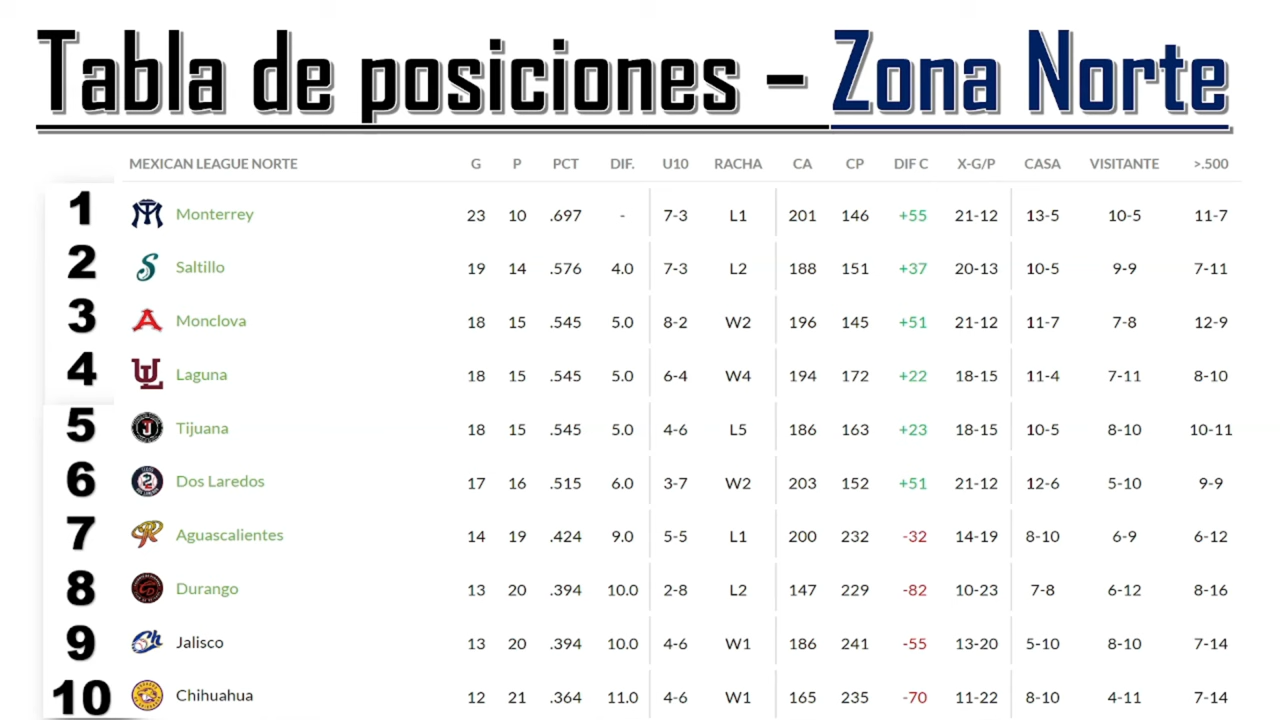 Tabla de posiciones – Zona Norte
MEXICAN LEAGUE NORTE G P PCT DIF. U10 RACHA CA CP DIF C X-G/P CASA VISITANTE >.500
1 Monterrey 23 10 .697 - 7-3 L1 201 146 +55 21-12 13-5 10-5 11-7
2 Saltillo 19 14 .576 4.0 7-3 L2 188 151 +37 20-13 10-5 9-9 7-11
3 Monclova 18 15 .545 5.0 8-2 W2 196 145 +51 21-12 11-7 7-8 12-9
4 Laguna 18 15 .545 5.0 6-4 W4 194 172 +22 18-15 11-4 7-11 8-10
5 Tijuana 18 15 .545 5.0 4-6 L5 186 163 +23 18-15 10-5 8-10 10-11
6 Dos Laredos 17 16 .515 6.0 3-7 W2 203 152 +51 21-12 12-6 5-10 9-9
7 Aguascalientes 14 19 .424 9.0 5-5 L1 200 232 -32 14-19 8-10 6-9 6-12
8 Durango 13 20 .394 10.0 2-8 L2 147 229 -82 10-23 7-8 6-12 8-16
9 Jalisco 13 20 .394 10.0 4-6 W1 186 241 -55 13-20 5-10 8-10 7-14
10 Chihuahua 12 21 .364 11.0 4-6 W1 165 235 -70 11-22 8-10 4-11 7-14